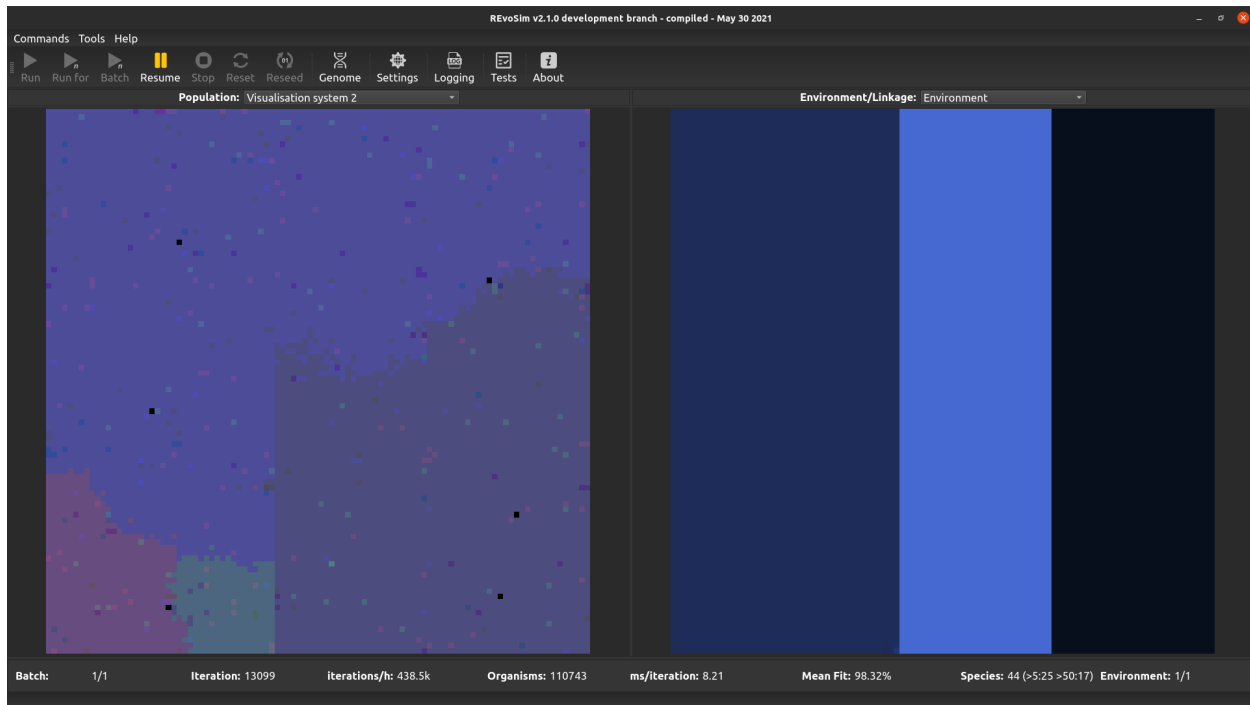 REvoSim v2.1.0 development branch - compiled - May 30 2021
Commands Tools Help
Run Run for Batch Resume Stop Reset Reseed Genome Settings Logging Tests About
Population: Visualisation system 2 Environment/Linkage: Environment
Batch: 1/1 Iteration: 13099 iterations/h: 438.5k Organisms: 110743 ms/iteration: 8.21 Mean Fit: 98.32% Species: 44 (>5:25 >50:17) Environment: 1/1